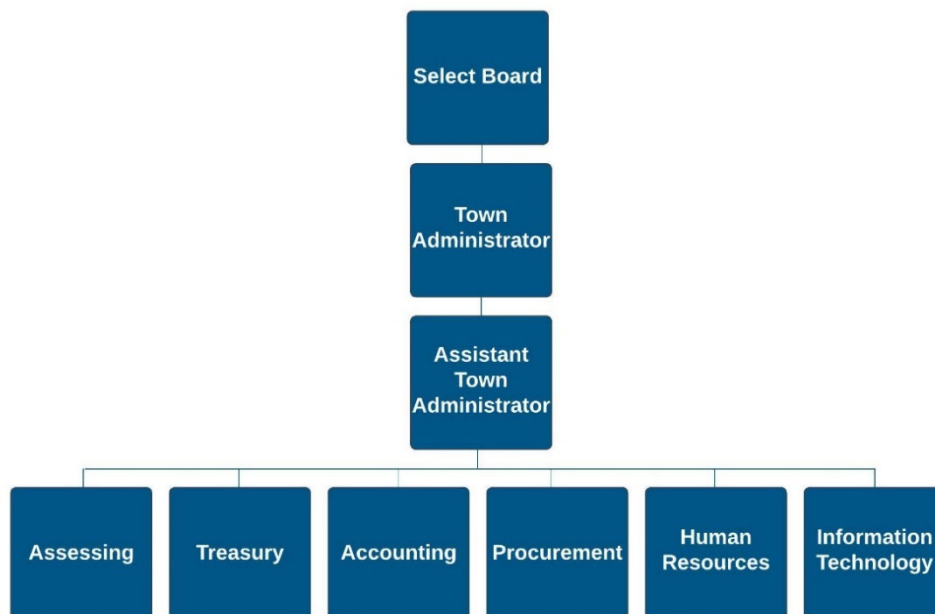 Select Board
Town
Administrator
Assistant
Town
Administrator
Assessing
Treasury
Accounting
Procurement
Human
Resources
Information
Technology